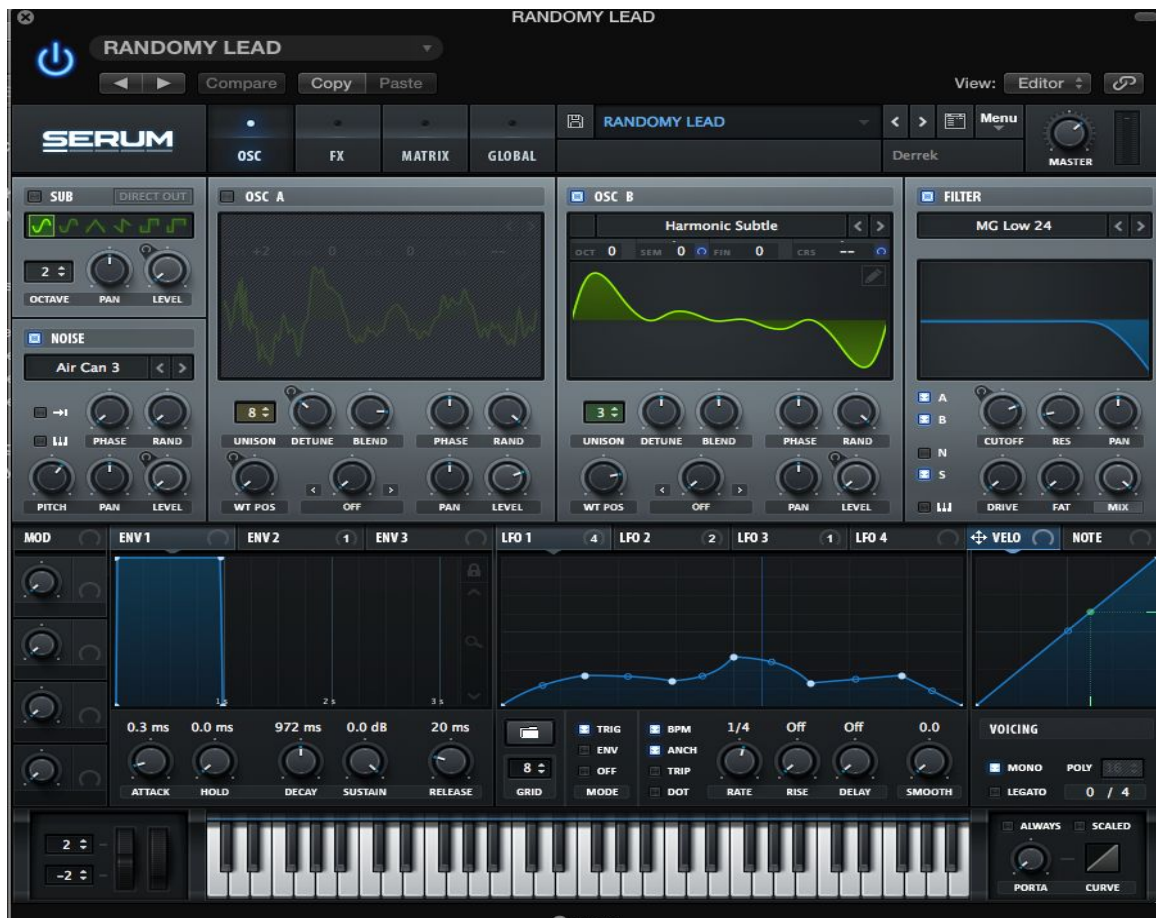 RANDOMY LEAD
RANDOMY LEAD
Compare Copy Paste View: Editor
SERUM
OSC FX MATRIX GLOBAL
RANDOMY LEAD Menu
Derrek
MASTER
SUB DIRECT OUT
2
OCTAVE PAN LEVEL
NOISE
Air Can 3
PHASE RAND
PITCH PAN LEVEL
OSC A
+2 0 0 --
8
UNISON DETUNE BLEND PHASE RAND
WT POS OFF PAN LEVEL
OSC B
Harmonic Subtle
OCT 0 SEM 0 FIN 0 CRS --
3
UNISON DETUNE BLEND PHASE RAND
WT POS OFF PAN LEVEL
FILTER
MG Low 24
A
B
N
S
CUTOFF RES PAN
DRIVE FAT MIX
MOD ENV 1 ENV 2 1 ENV 3 LFO 1 4 LFO 2 2 LFO 3 1 LFO 4 VELO NOTE
1 s 2 s 3 s
0.3 ms 0.0 ms 972 ms 0.0 dB 20 ms
ATTACK HOLD DECAY SUSTAIN RELEASE
8
GRID
TRIG
ENV
OFF
MODE
BPM
ANCH
TRIP
DOT
1/4 Off Off 0.0
RATE RISE DELAY SMOOTH
VOICING
MONO POLY 16
LEGATO 0 / 4
2
-2
ALWAYS SCALED
PORTA CURVE